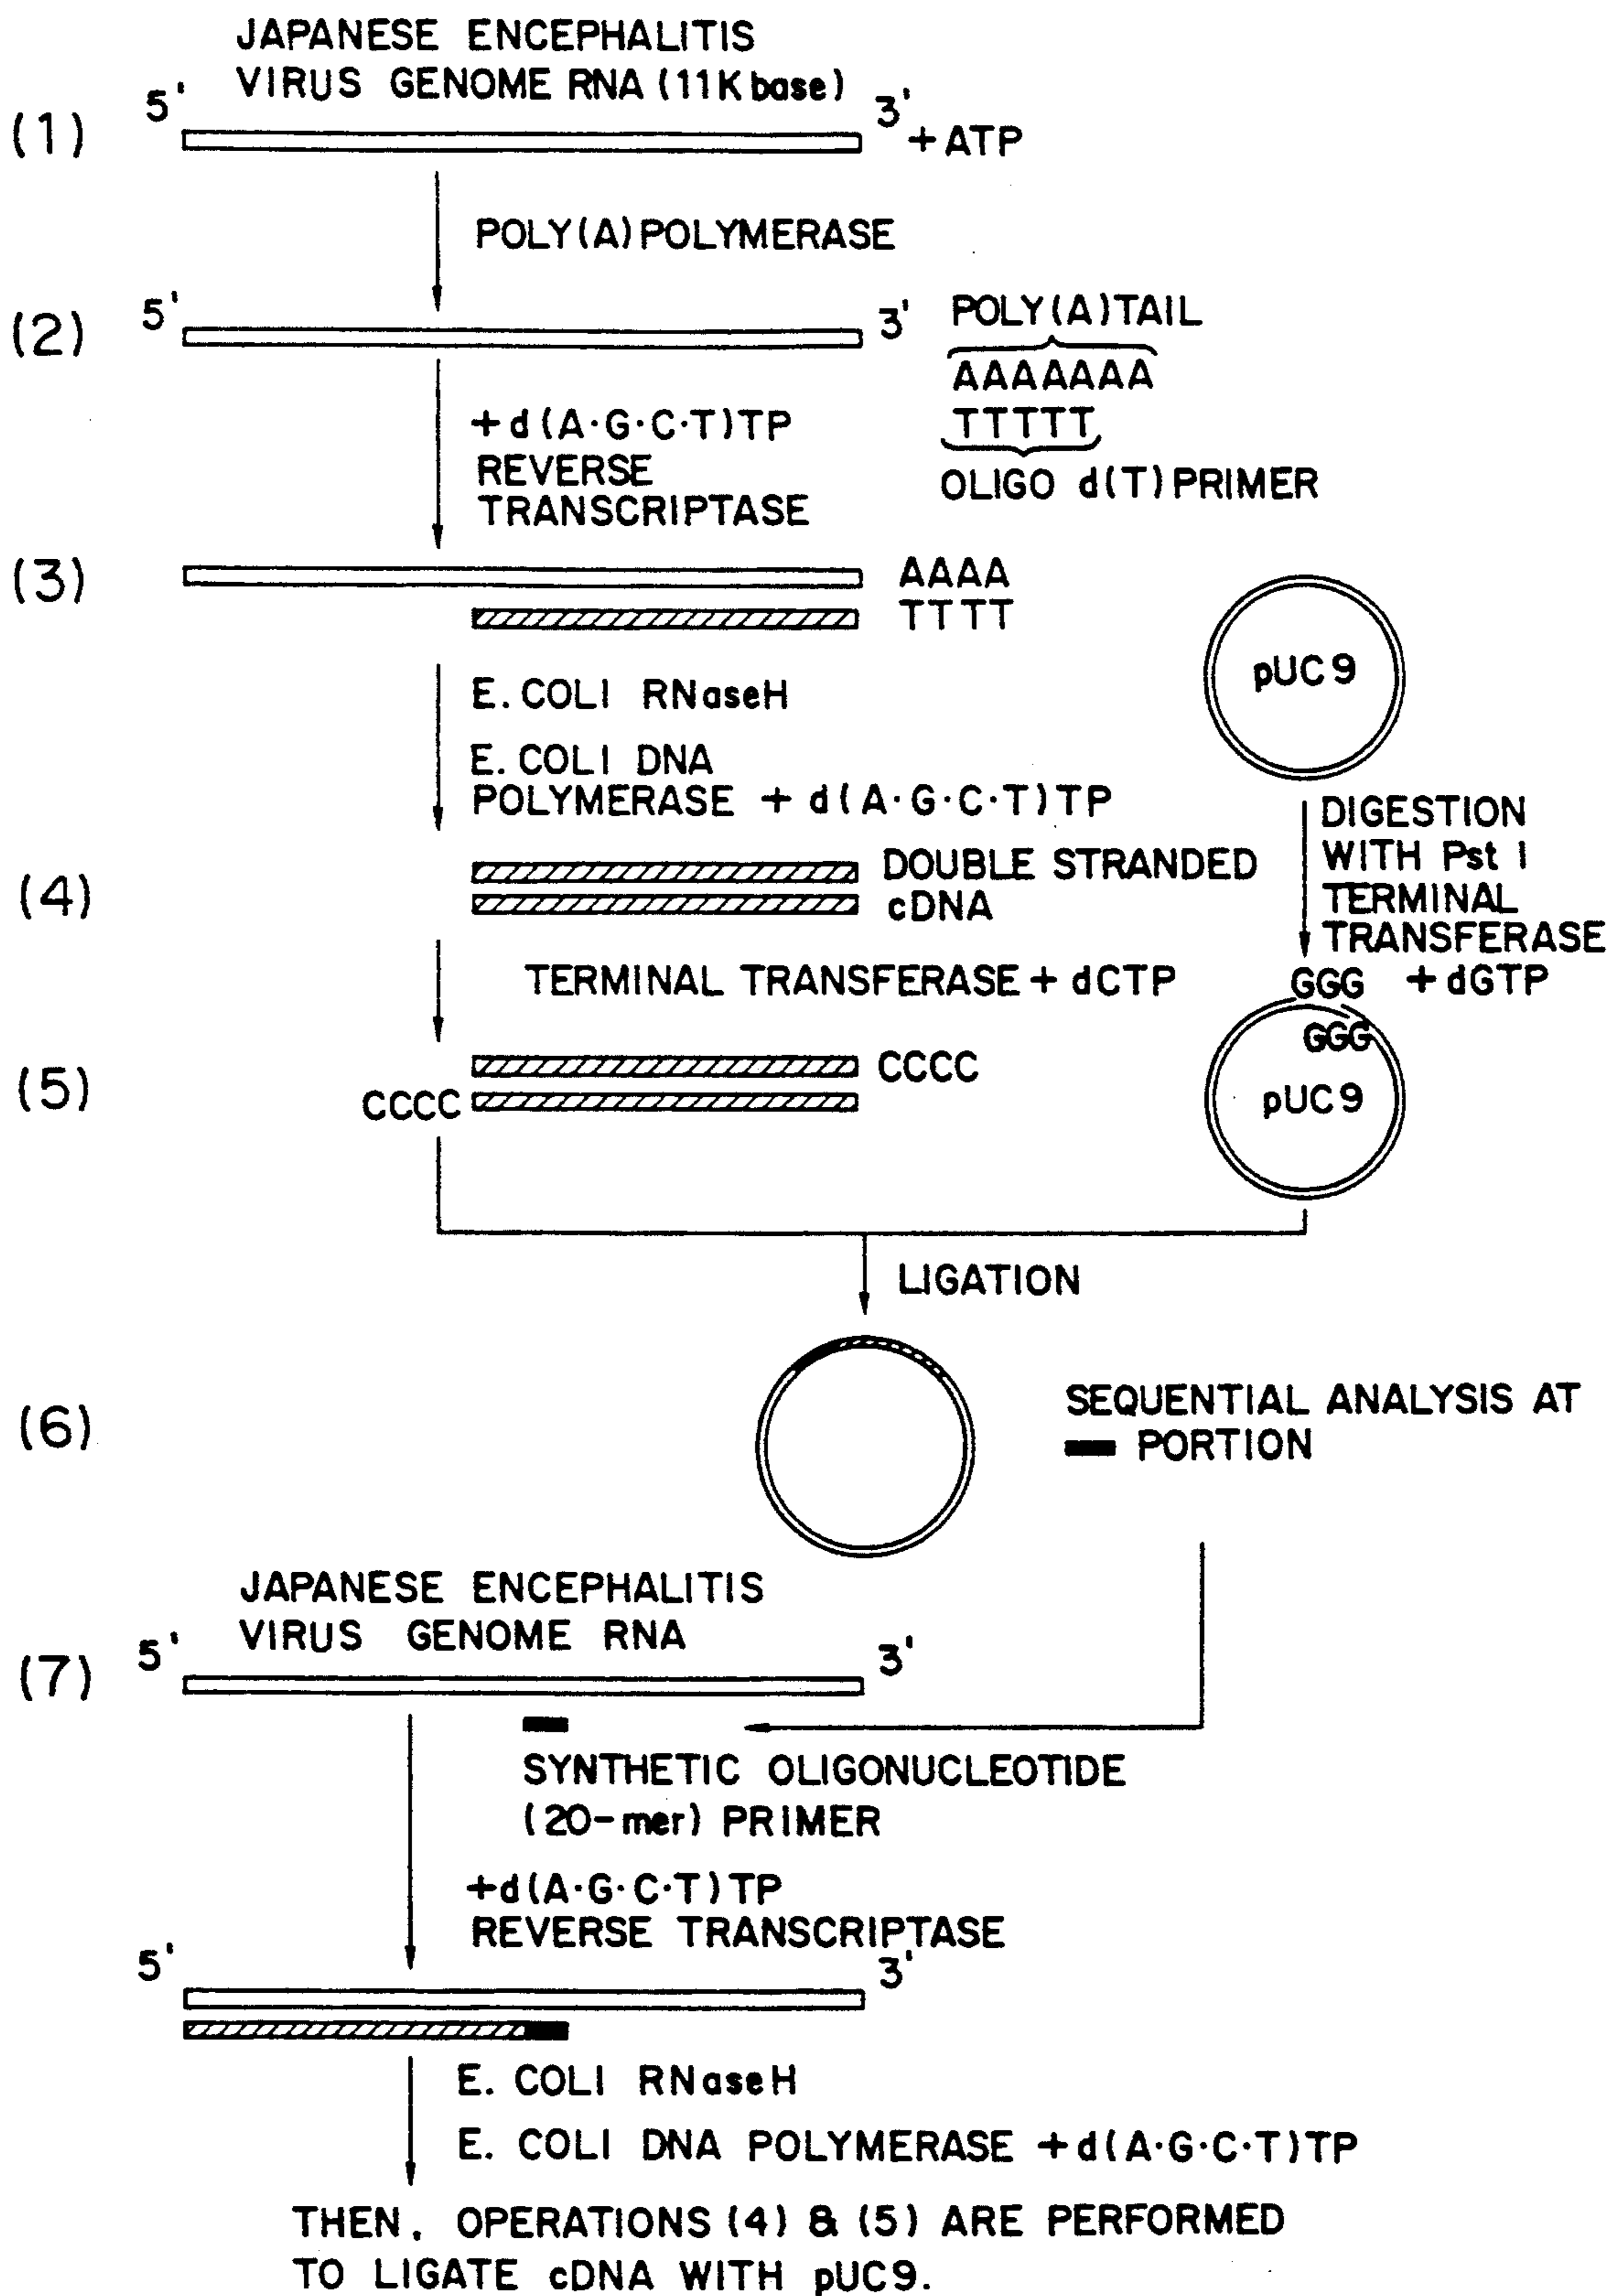 JAPANESE ENCEPHALITIS
VIRUS GENOME RNA (11K base)
(1)
5'
3'
+ATP
POLY(A)POLYMERASE
(2)
5'
3'
POLY(A)TAIL
AAAAAAA
TTTTT
OLIGO d(T)PRIMER
+d(A·G·C·T)TP
REVERSE
TRANSCRIPTASE
(3)
AAAA
TTTT
E. COLI RNaseH
E. COLI DNA
POLYMERASE + d(A·G·C·T)TP
pUC9
DIGESTION
WITH Pst I
TERMINAL
TRANSFERASE
+dGTP
(4)
DOUBLE STRANDED
cDNA
TERMINAL TRANSFERASE + dCTP
GGG
GGG
pUC9
(5)
CCCC
CCCC
LIGATION
(6)
SEQUENTIAL ANALYSIS AT
PORTION
JAPANESE ENCEPHALITIS
VIRUS GENOME RNA
(7)
5'
3'
SYNTHETIC OLIGONUCLEOTIDE
(20-mer) PRIMER
+d(A·G·C·T)TP
REVERSE TRANSCRIPTASE
5'
3'
E. COLI RNaseH
E. COLI DNA POLYMERASE +d(A·G·C·T)TP
THEN, OPERATIONS (4) & (5) ARE PERFORMED
TO LIGATE cDNA WITH pUC9.